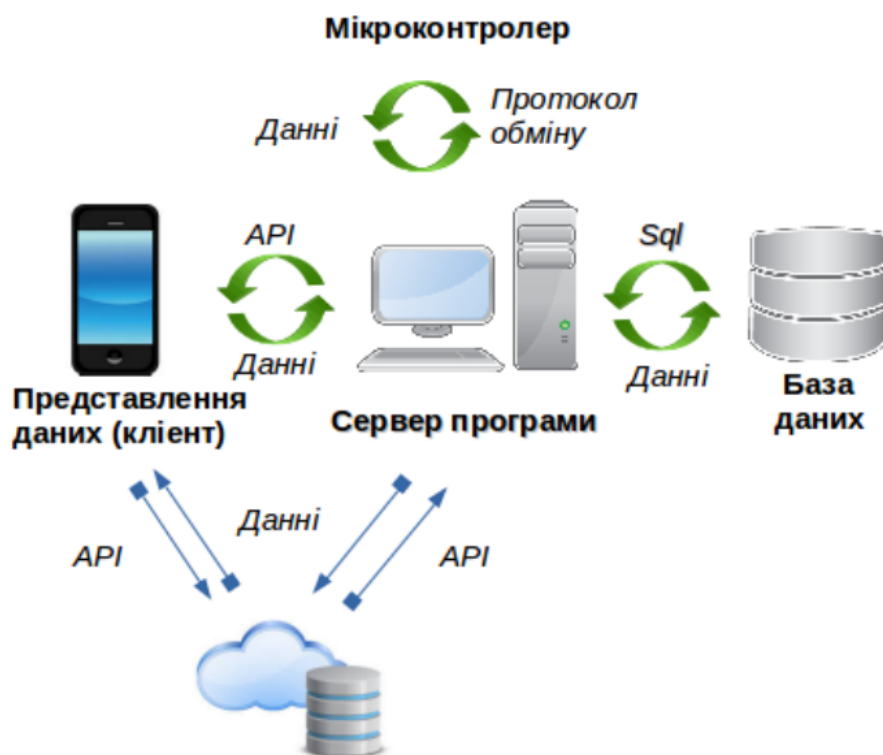 Мікроконтролер
Данні
Протокол
обміну
API
Sql
Данні
Данні
Представлення
даних (клієнт)
Сервер програми
База
даних
API
Данні
API